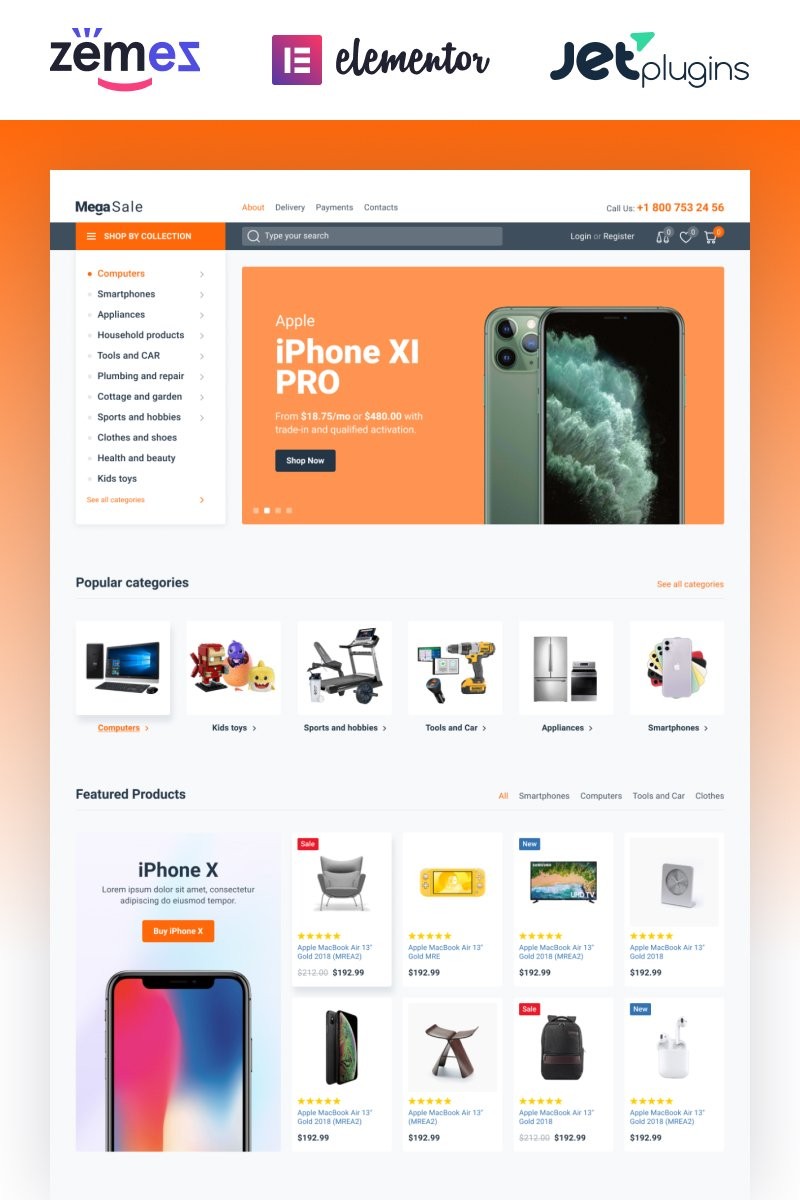 zemez
elementor
Jetplugins
MegaSale
About Delivery Payments Contacts
Call Us: +1 800 753 24 56
SHOP BY COLLECTION
Type your search
Login or Register
0 0 0
Computers
Smartphones
Appliances
Household products
Tools and CAR
Plumbing and repair
Cottage and garden
Sports and hobbies
Clothes and shoes
Health and beauty
Kids toys
See all categories
Apple
iPhone XI
PRO
From $18.75/mo or $480.00 with
trade-in and qualified activation.
Shop Now
Popular categories
See all categories
Computers
Kids toys
Sports and hobbies
Tools and Car
Appliances
Smartphones
Featured Products
All Smartphones Computers Tools and Car Clothes
iPhone X
Lorem ipsum dolor sit amet, consectetur
adipiscing do eiusmod tempor.
Buy iPhone X
Sale
Apple MacBook Air 13"
Gold 2018 (MREA2)
$212.00 $192.99
Apple MacBook Air 13"
Gold MRE
$192.99
New
SAMSUNG
UHD TV
Apple MacBook Air 13"
Gold 2018 (MREA2)
$192.99
Apple MacBook Air 13"
Gold 2018
$192.99
Apple MacBook Air 13"
Gold 2018 (MREA2)
$192.99
Apple MacBook Air 13"
(MREA2)
$192.99
Sale
Apple MacBook Air 13"
Gold 2018
$212.00 $192.99
New
Apple MacBook Air 13"
Gold 2018 (MREA2)
$192.99